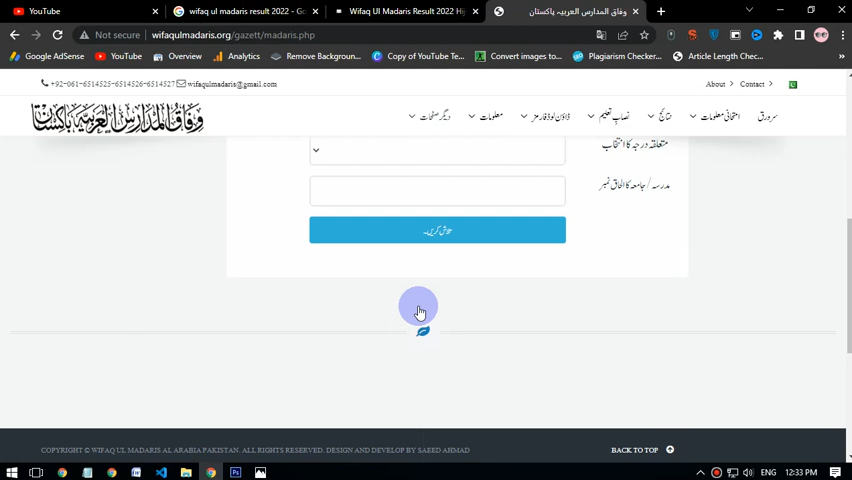 YouTube
wifaq ul madaris result 2022 - Go
Wifaq Ul Madaris Result 2022 Hij
وفاق المدارس العربیہ پاکستان
Not secure
wifaqulmadaris.org/gazett/madaris.php
Google AdSense
YouTube
Overview
Analytics
Remove Background...
Copy of YouTube Te...
Convert images to...
Plagiarism Checker...
Article Length Chec...
+92-061-6514525-6514526-6514527
wifaqulmadaris@gmail.com
About
Contact
وفاق المدارس العربیہ پاکستان
سرورق
امتحانی معلومات
نتائج
نصابِ تعلیم
ڈاؤن لوڈ فارمز
معلومات
دیگر صفحات
متعلقہ درجہ کا انتخاب
مدرسہ / جامعہ کا الحاق نمبر
تلاش کریں۔
COPYRIGHT © WIFAQ UL MADARIS AL ARABIA PAKISTAN. ALL RIGHTS RESERVED. DESIGN AND DEVELOP BY SAEED AHMAD
BACK TO TOP
ENG
12:33 PM